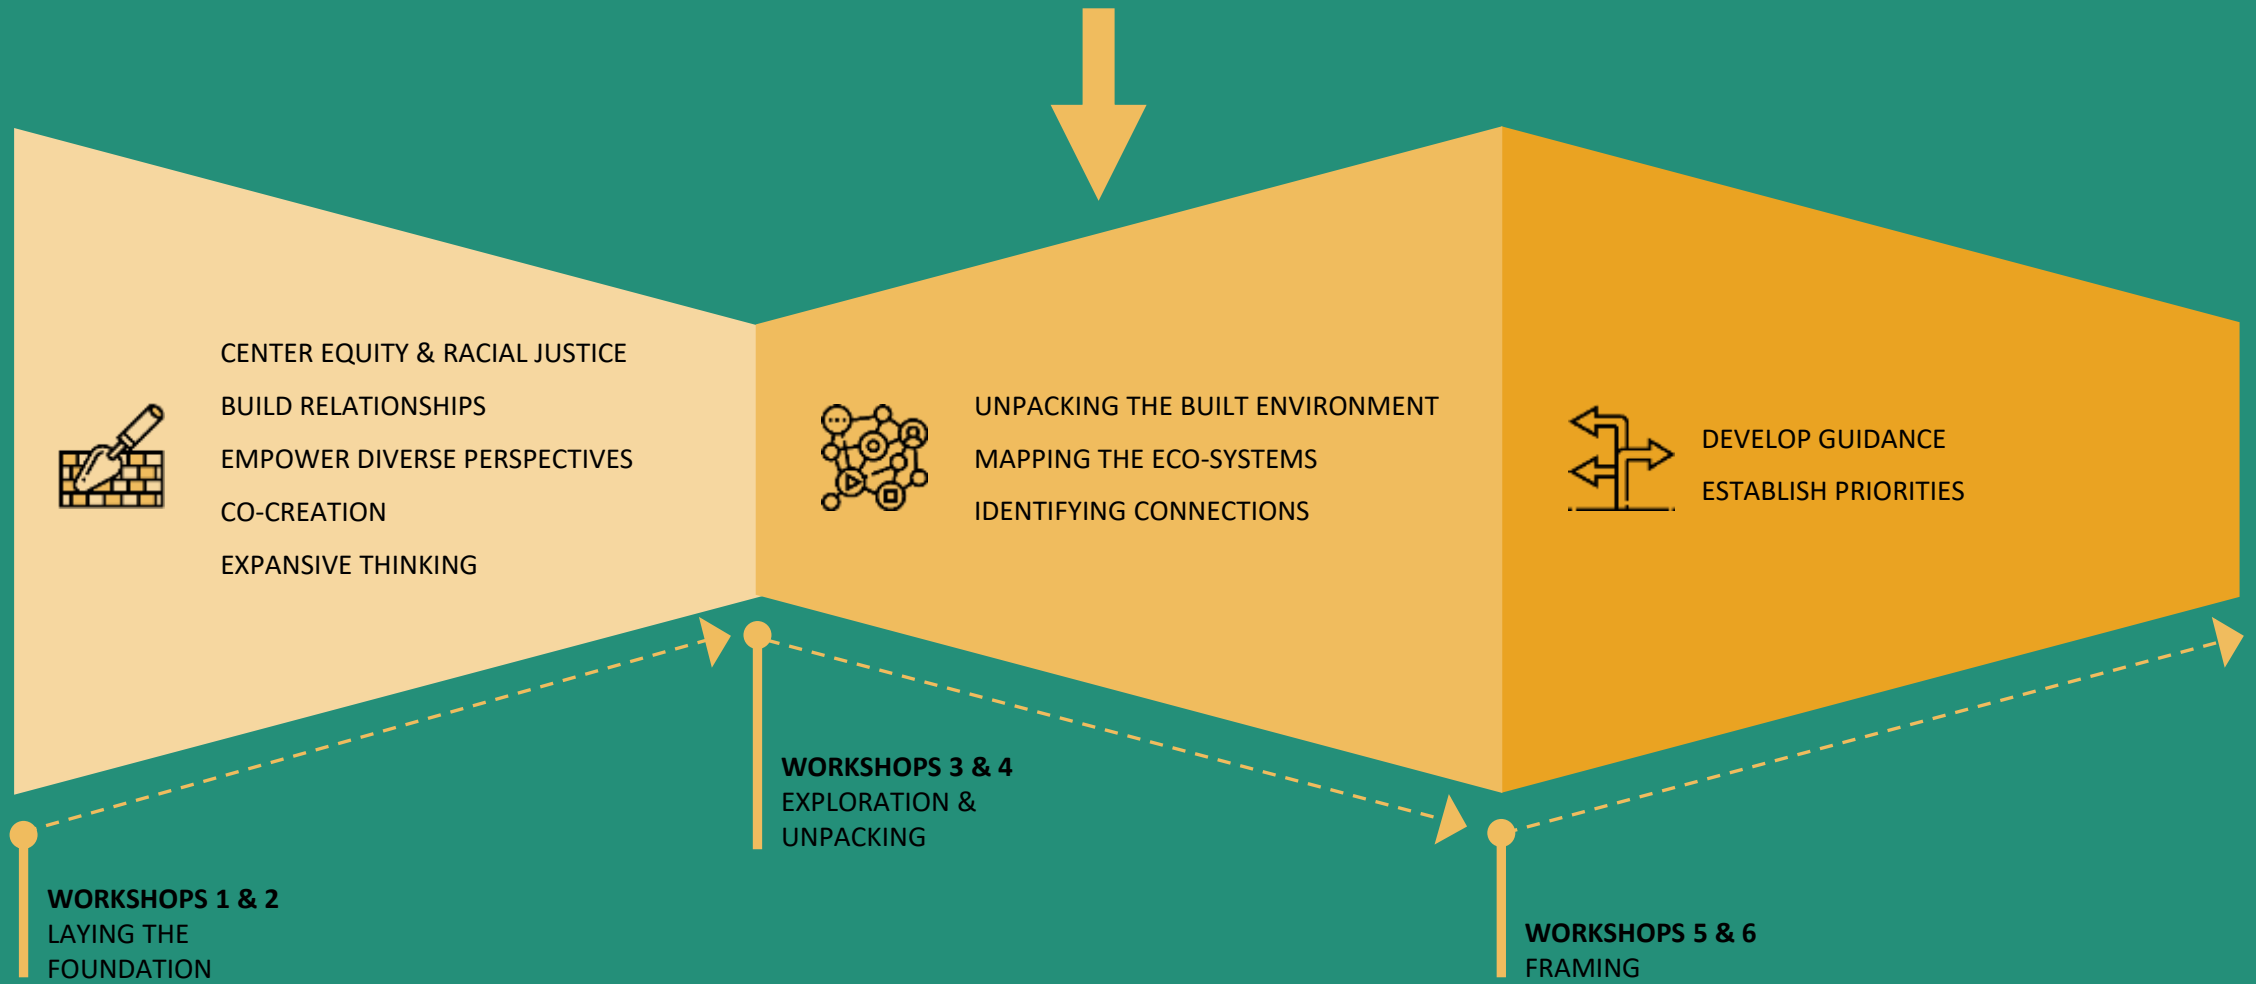 CENTER EQUITY & RACIAL JUSTICE
BUILD RELATIONSHIPS
EMPOWER DIVERSE PERSPECTIVES
CO-CREATION
EXPANSIVE THINKING
UNPACKING THE BUILT ENVIRONMENT
MAPPING THE ECO-SYSTEMS
IDENTIFYING CONNECTIONS
DEVELOP GUIDANCE
ESTABLISH PRIORITIES
WORKSHOPS 1 & 2
LAYING THE
FOUNDATION
WORKSHOPS 3 & 4
EXPLORATION &
UNPACKING
WORKSHOPS 5 & 6
FRAMING